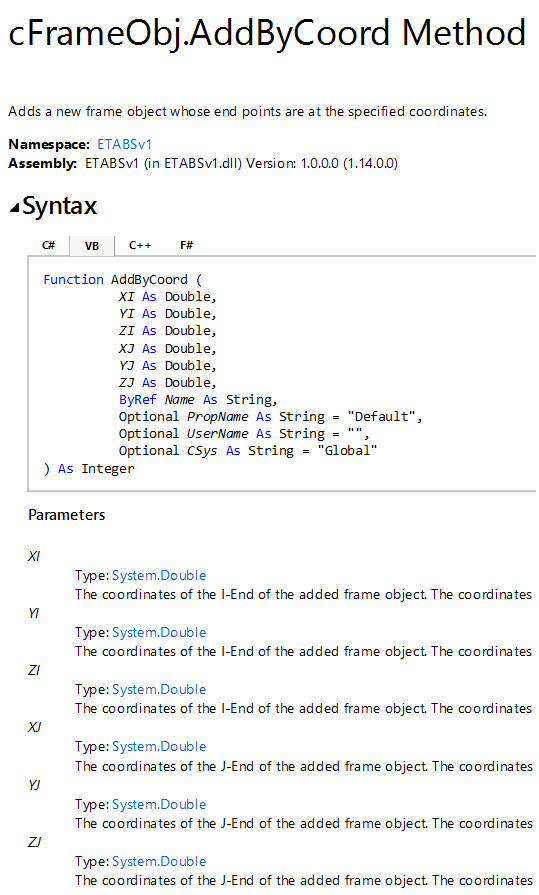 cFrameObj.AddByCoord Method
Adds a new frame object whose end points are at the specified coordinates.
Namespace: ETABSv1
Assembly: ETABSv1 (in ETABSv1.dll) Version: 1.0.0.0 (1.14.0.0)
Syntax
C# VB C++ F#
Function AddByCoord (
XI As Double,
YI As Double,
ZI As Double,
XJ As Double,
YJ As Double,
ZJ As Double,
ByRef Name As String,
Optional PropName As String = "Default",
Optional UserName As String = "",
Optional CSys As String = "Global"
) As Integer
Parameters
XI
Type: System.Double
The coordinates of the I-End of the added frame object. The coordinates
YI
Type: System.Double
The coordinates of the I-End of the added frame object. The coordinates
ZI
Type: System.Double
The coordinates of the I-End of the added frame object. The coordinates
XJ
Type: System.Double
The coordinates of the J-End of the added frame object. The coordinates
YJ
Type: System.Double
The coordinates of the J-End of the added frame object. The coordinates
ZJ
Type: System.Double
The coordinates of the J-End of the added frame object. The coordinates